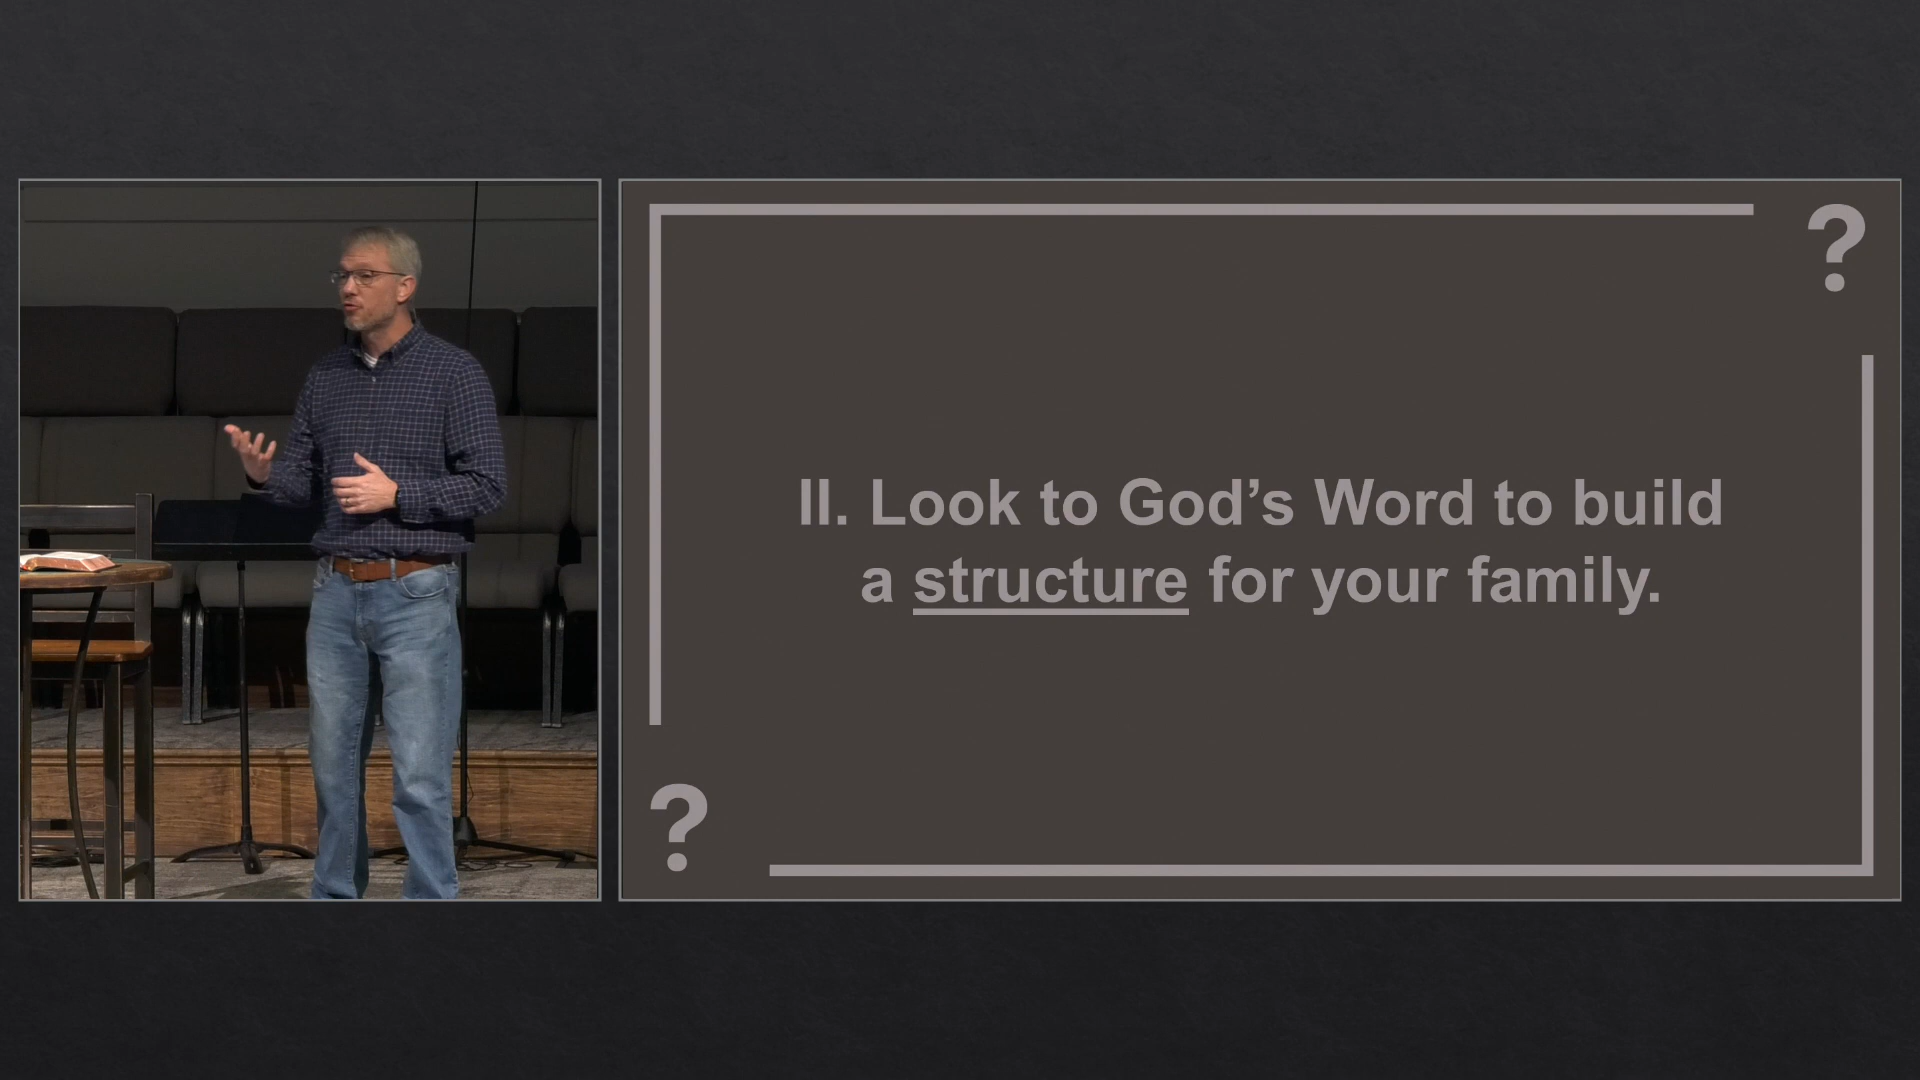 ?
II. Look to God’s Word to build
a structure for your family.
?